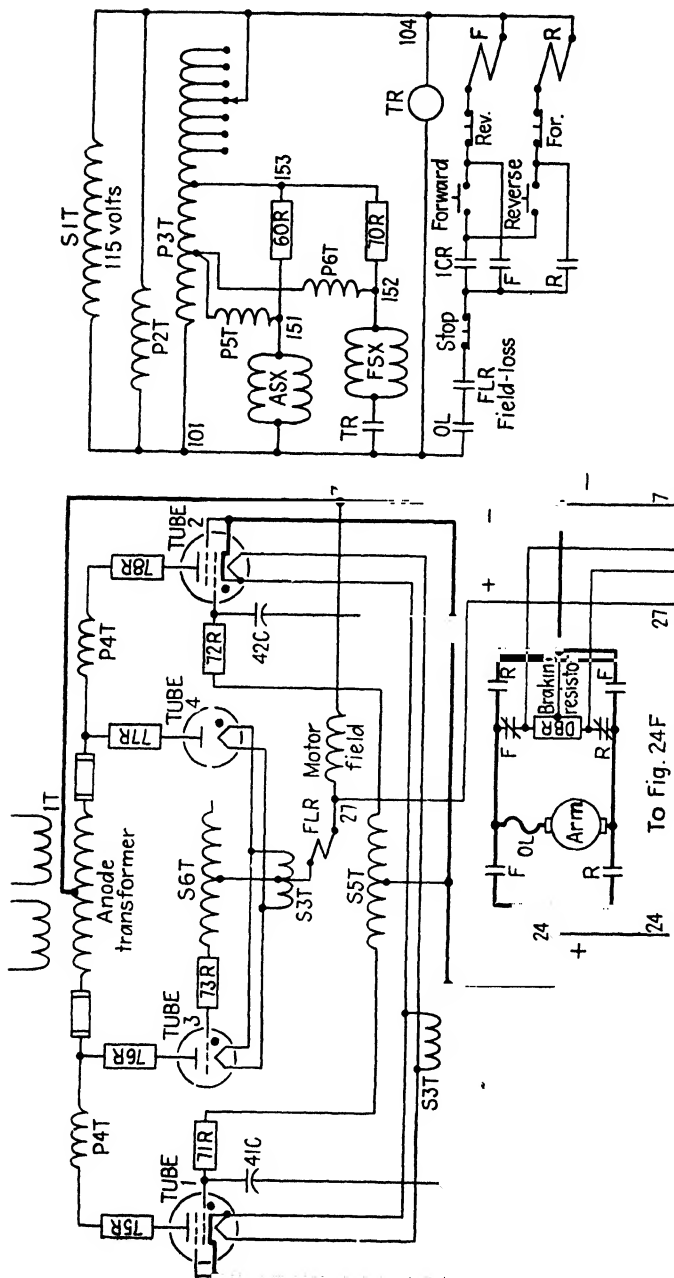 1T
Anode
transformer
P4T
P4T
75R
76R
77R
78R
TUBE
1
TUBE
3
TUBE
4
TUBE
2
73R
S6T
71R
72R
41C
42C
S3T
FLR
Motor
field
27
7
S5T
S3T
24
+
24
F
R
OL
Arm
F
R
DBR
Braking
resistor
R
F
+
−
27
7
To Fig. 24F
S1T
115 volts
P2T
P3T
101
P5T
P6T
151
152
153
60R
70R
ASX
FSX
TR
TR
104
OL
FLR
Field-loss
Stop
1CR
F
R
Forward
Reverse
Rev.
For.
F
R